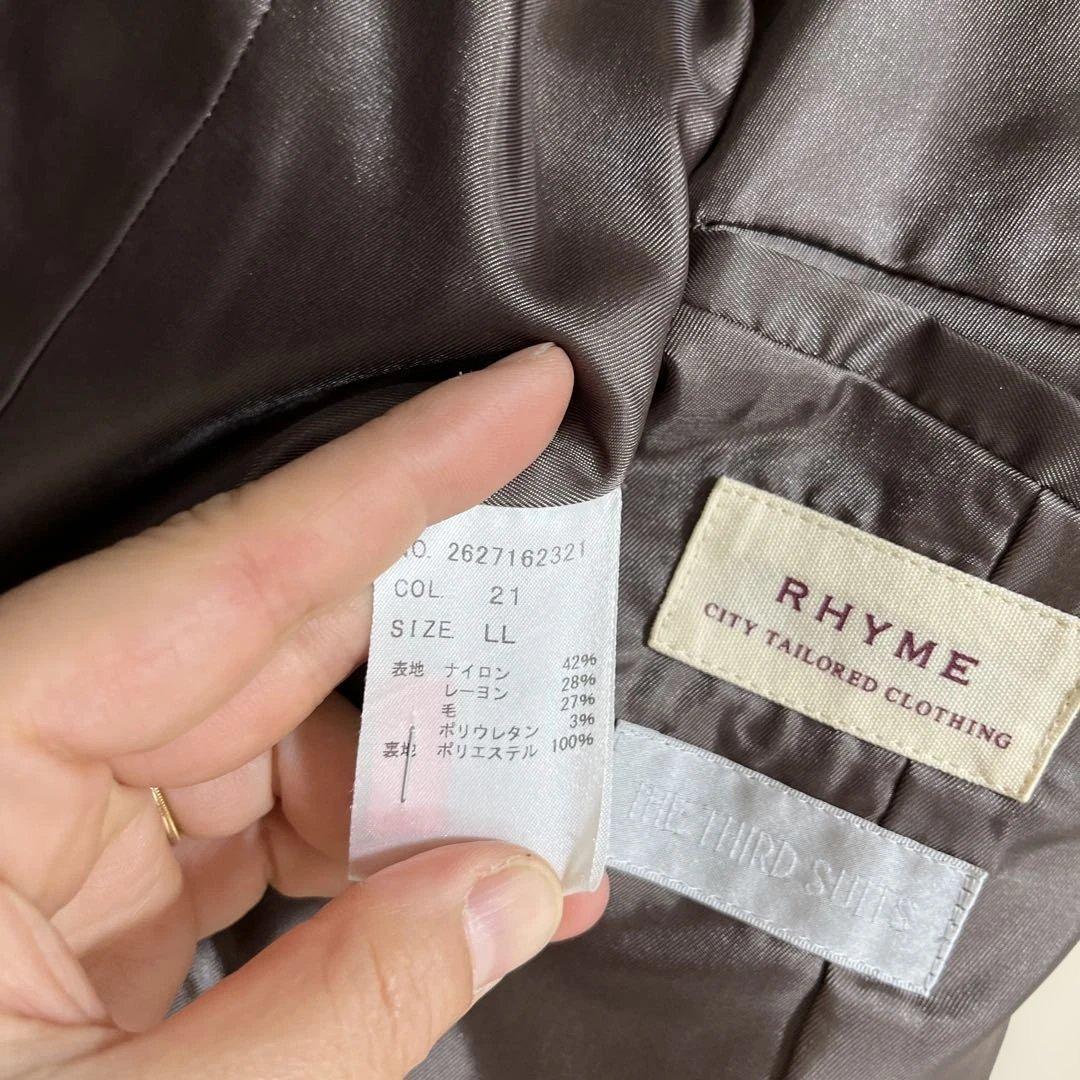 NO. 2627162321
COL. 21
SIZE. LL
表地 ナイロン 42%
レーヨン 28%
毛 27%
ポリウレタン 3%
裏地 ポリエステル 100%
RHYME
CITY TAILORED CLOTHING
THE THIRD SUITS